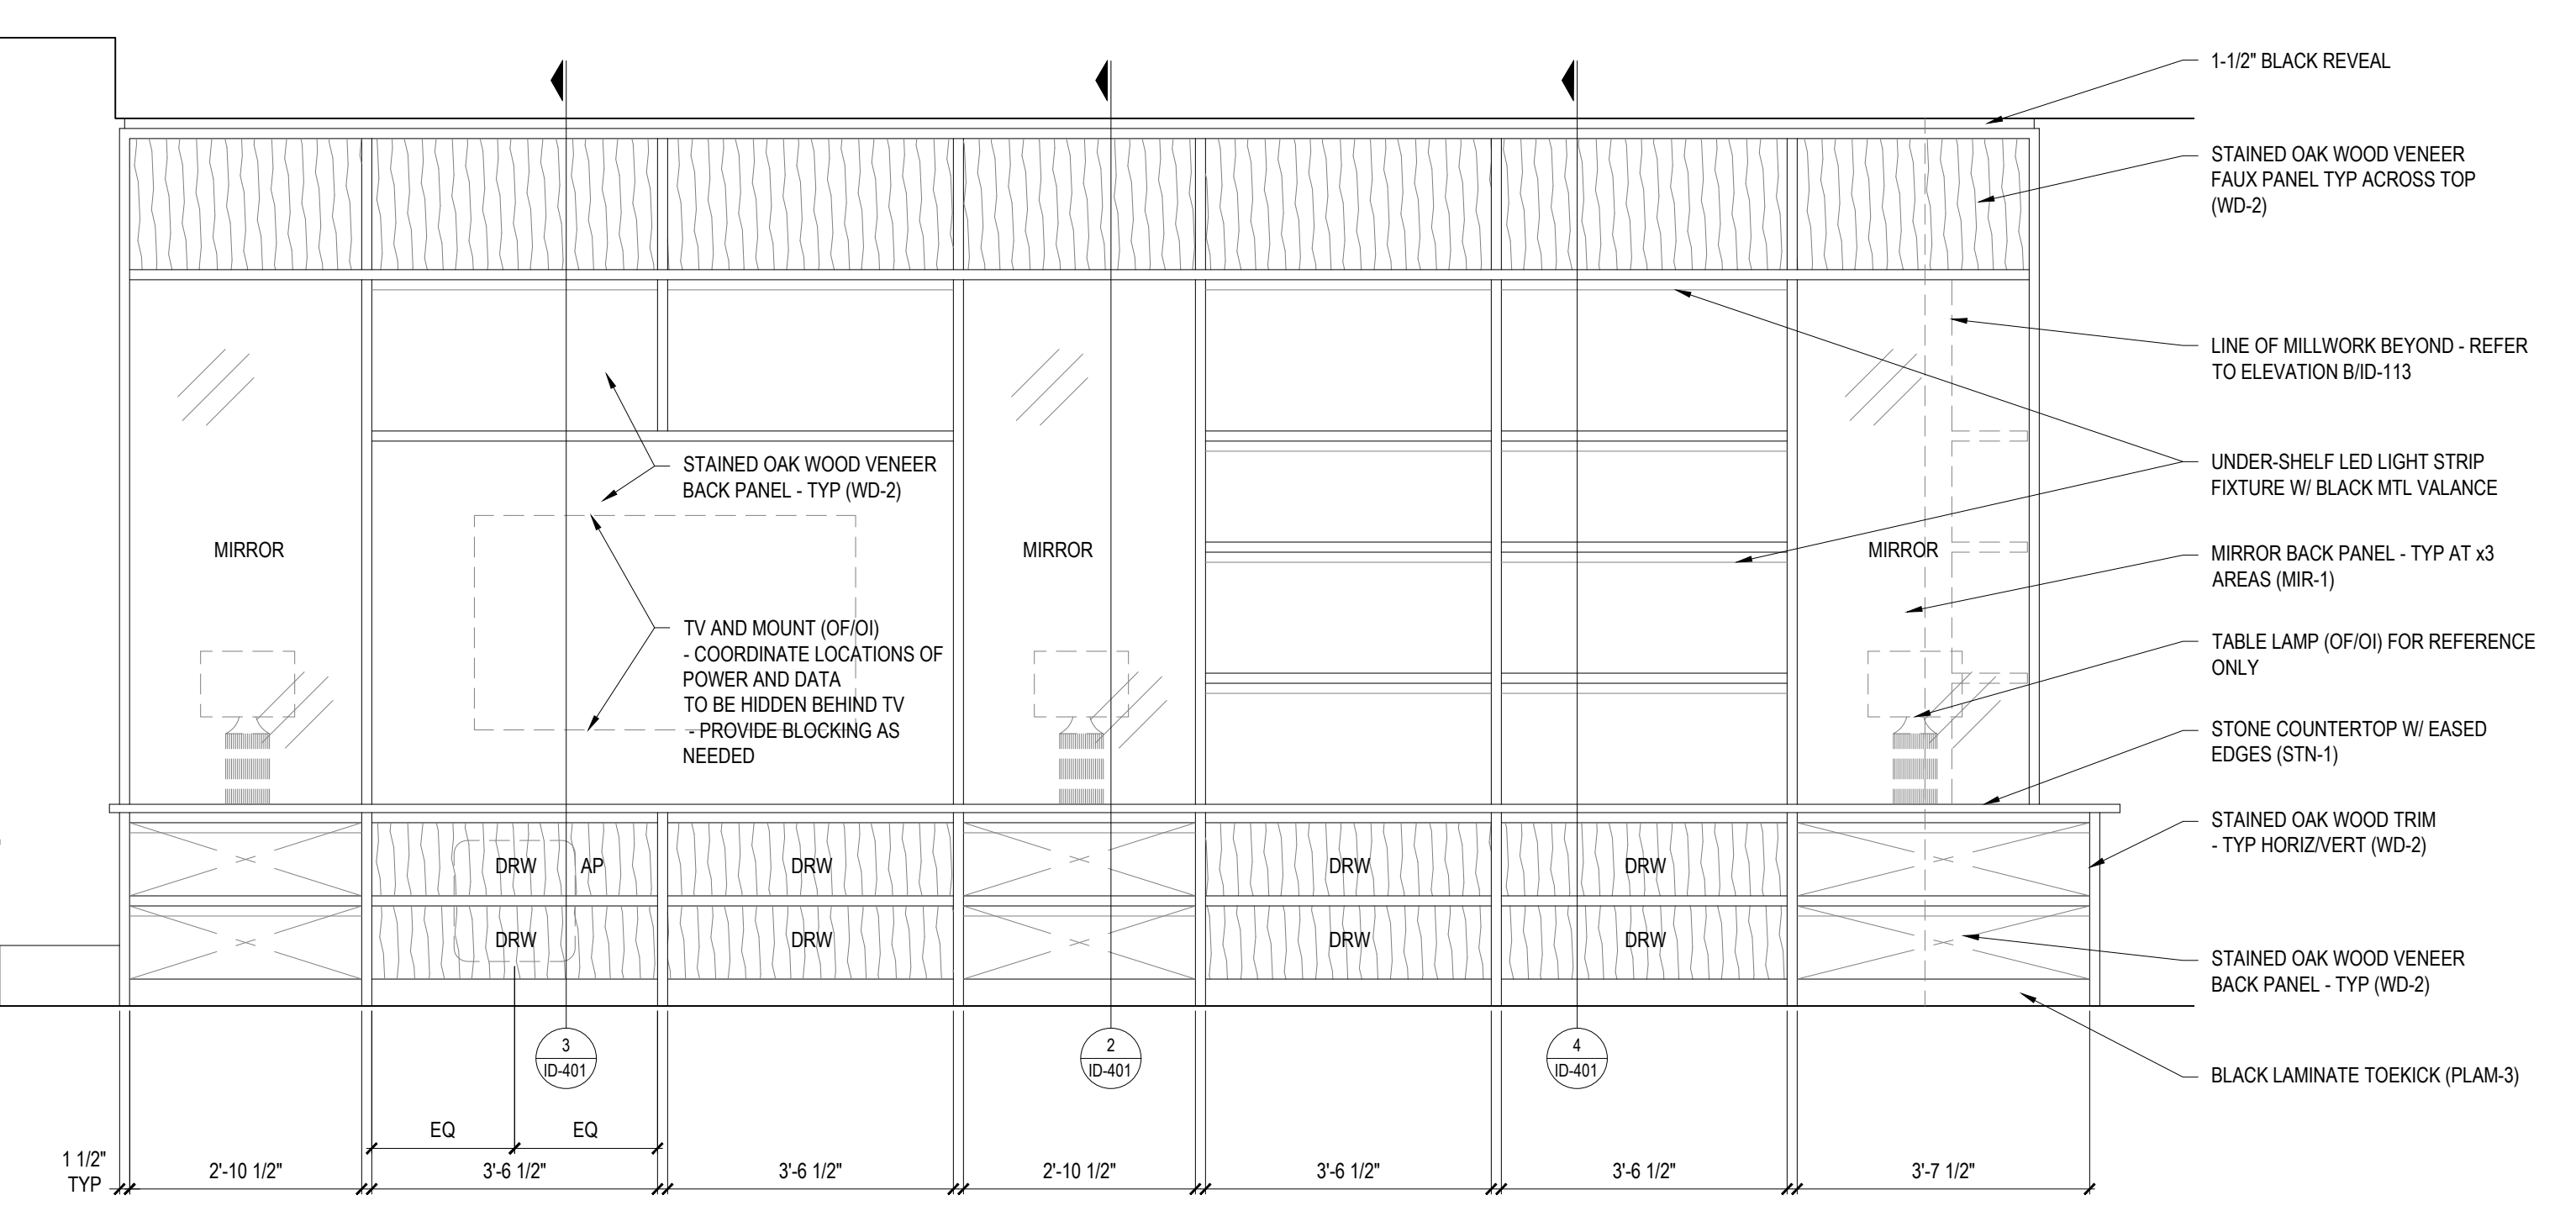 1-1/2" BLACK REVEAL
STAINED OAK WOOD VENEER
FAUX PANEL TYP ACROSS TOP
(WD-2)
LINE OF MILLWORK BEYOND - REFER
TO ELEVATION B/ID-113
UNDER-SHELF LED LIGHT STRIP
FIXTURE W/ BLACK MTL VALANCE
MIRROR BACK PANEL - TYP AT x3
AREAS (MIR-1)
TABLE LAMP (OF/OI) FOR REFERENCE
ONLY
STONE COUNTERTOP W/ EASED
EDGES (STN-1)
STAINED OAK WOOD TRIM
- TYP HORIZ/VERT (WD-2)
STAINED OAK WOOD VENEER
BACK PANEL - TYP (WD-2)
BLACK LAMINATE TOEKICK (PLAM-3)
STAINED OAK WOOD VENEER
BACK PANEL - TYP (WD-2)
MIRROR
MIRROR
MIRROR
TV AND MOUNT (OF/OI)
- COORDINATE LOCATIONS OF
POWER AND DATA
TO BE HIDDEN BEHIND TV
- PROVIDE BLOCKING AS
NEEDED
DRW AP DRW DRW DRW
DRW DRW DRW DRW
3
ID-401
2
ID-401
4
ID-401
EQ EQ
1 1/2"
TYP
2'-10 1/2" 3'-6 1/2" 3'-6 1/2" 2'-10 1/2" 3'-6 1/2" 3'-6 1/2" 3'-7 1/2"